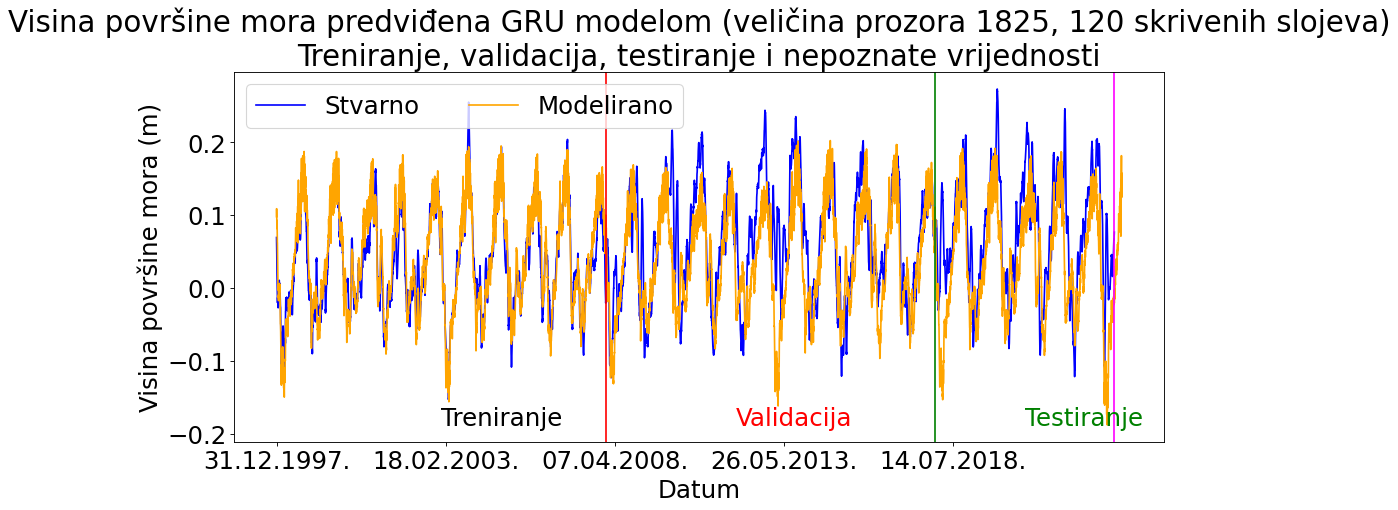 Visina površine mora predviđena GRU modelom (veličina prozora 1825, 120 skrivenih slojeva)
Treniranje, validacija, testiranje i nepoznate vrijednosti
Stvarno
Modelirano
Visina površine mora (m)
0.2
0.1
0.0
−0.1
−0.2
Treniranje
Validacija
Testiranje
31.12.1997.
18.02.2003.
07.04.2008.
26.05.2013.
14.07.2018.
Datum